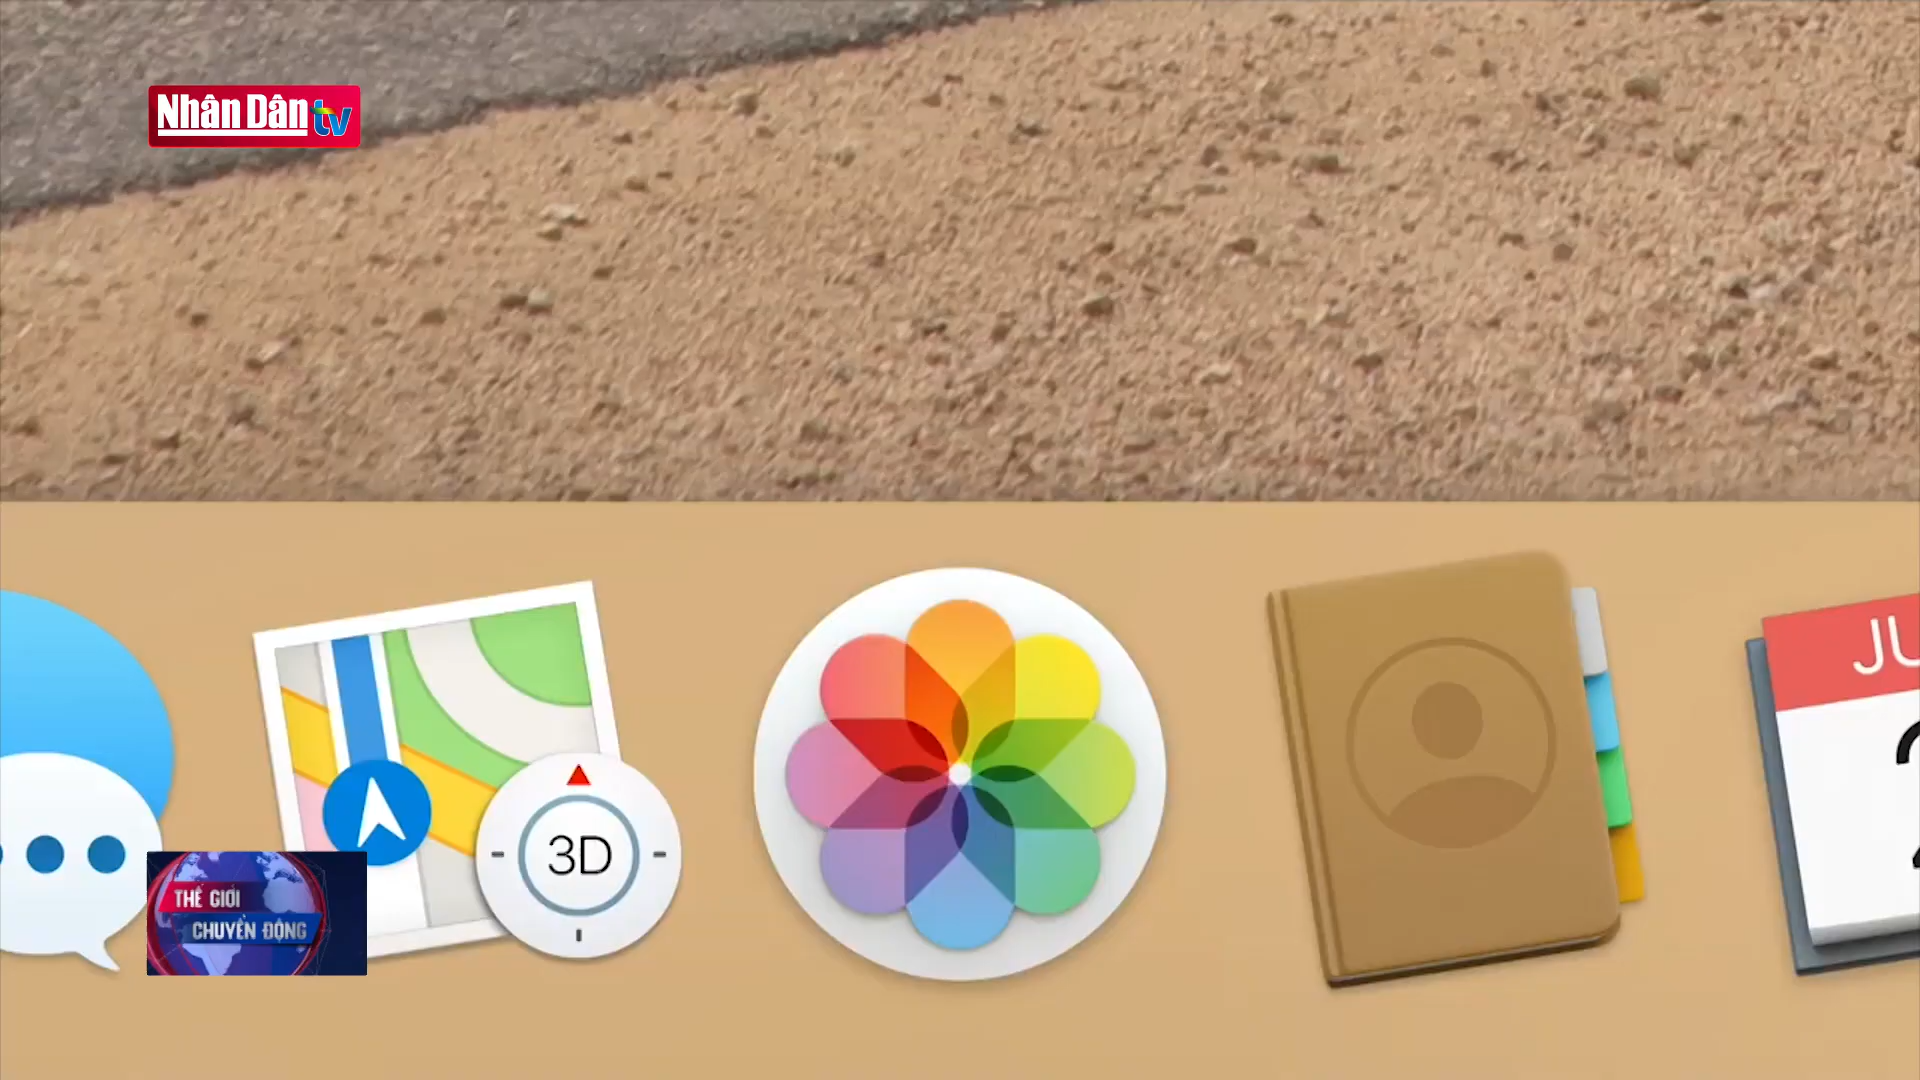 Nhân Dân tv
JU
3D
THẾ GIỚI
CHUYỂN ĐỘNG